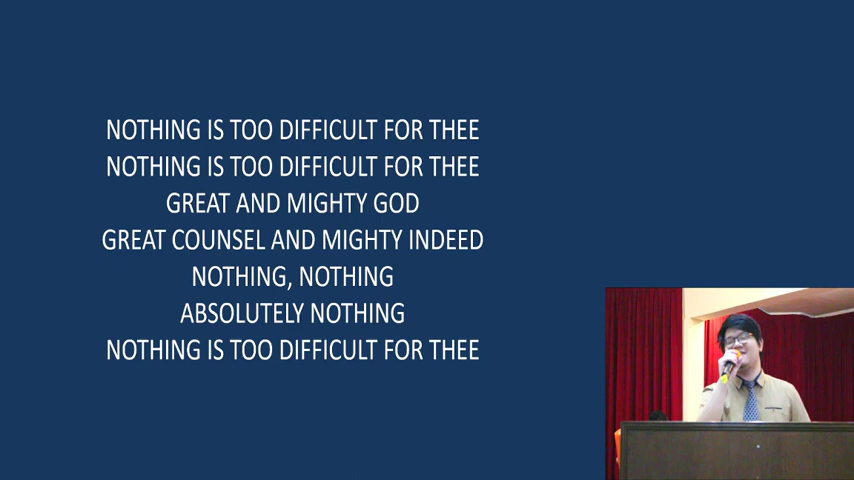 NOTHING IS TOO DIFFICULT FOR THEE
NOTHING IS TOO DIFFICULT FOR THEE
GREAT AND MIGHTY GOD
GREAT COUNSEL AND MIGHTY INDEED
NOTHING, NOTHING
ABSOLUTELY NOTHING
NOTHING IS TOO DIFFICULT FOR THEE